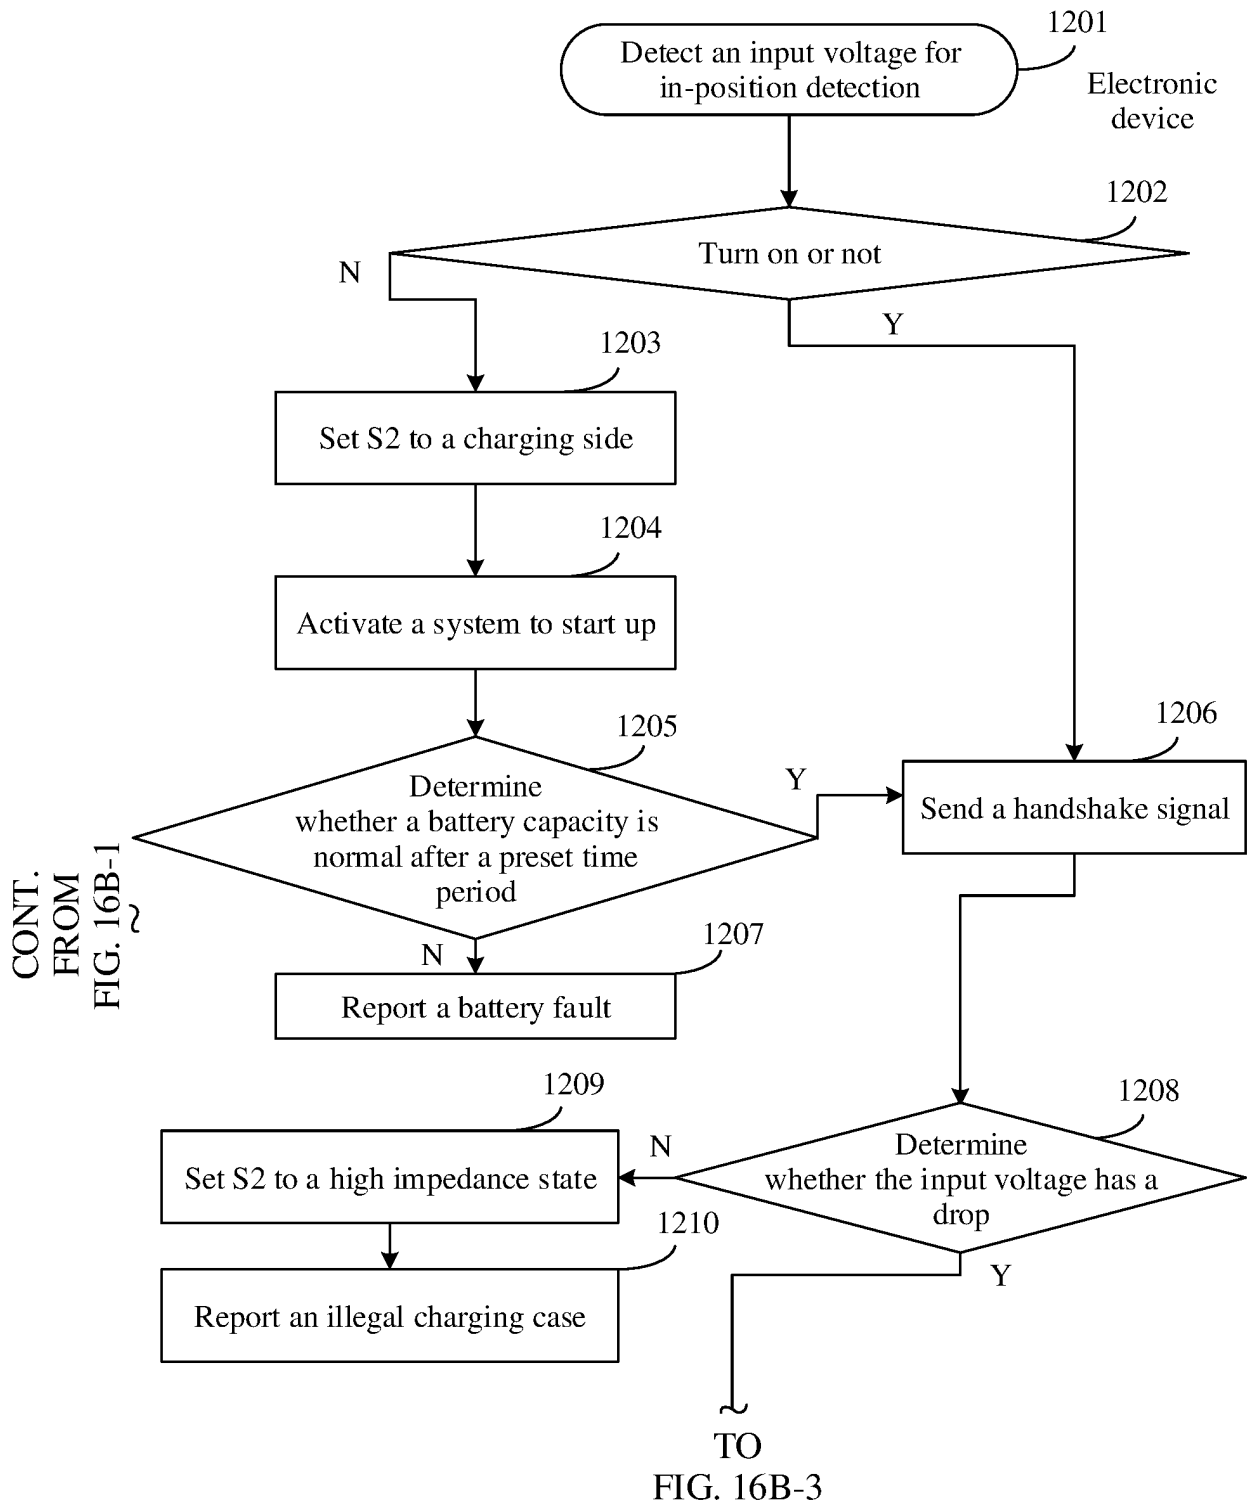 1201
Detect an input voltage for
in-position detection
Electronic
device
1202
Turn on or not
N
Y
1203
Set S2 to a charging side
1204
Activate a system to start up
1205
Determine
whether a battery capacity is
normal after a preset time
period
Y
1206
Send a handshake signal
CONT.
FROM
FIG. 16B-1
~
N
1207
Report a battery fault
1209
Set S2 to a high impedance state
N
1208
Determine
whether the input voltage has a
drop
1210
Report an illegal charging case
Y
~
TO
FIG. 16B-3